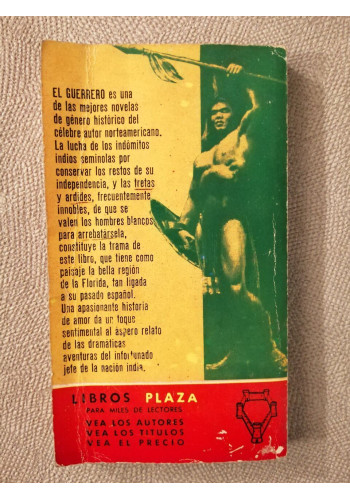 EL GUERRERO es una
de las mejores novelas
de género histórico del
célebre autor norteamericano.
La lucha de los indómitos
indios seminolas por
conservar los restos de su
independencia, y las tretas
y ardides, frecuentemente
innobles, de que se
valen los hombres blancos
para arrebatársela,
constituye la trama de
este libro, que tiene como
paisaje la bella región
de la Florida, tan ligada
a su pasado español.
Una apasionante historia
de amor da un toque
sentimental al áspero relato
de las dramáticas
aventuras del infortunado
jefe de la nación india.
LIBROS PLAZA
PARA MILES DE LECTORES
VEA LOS AUTORES
VEA LOS TITULOS
VEA EL PRECIO